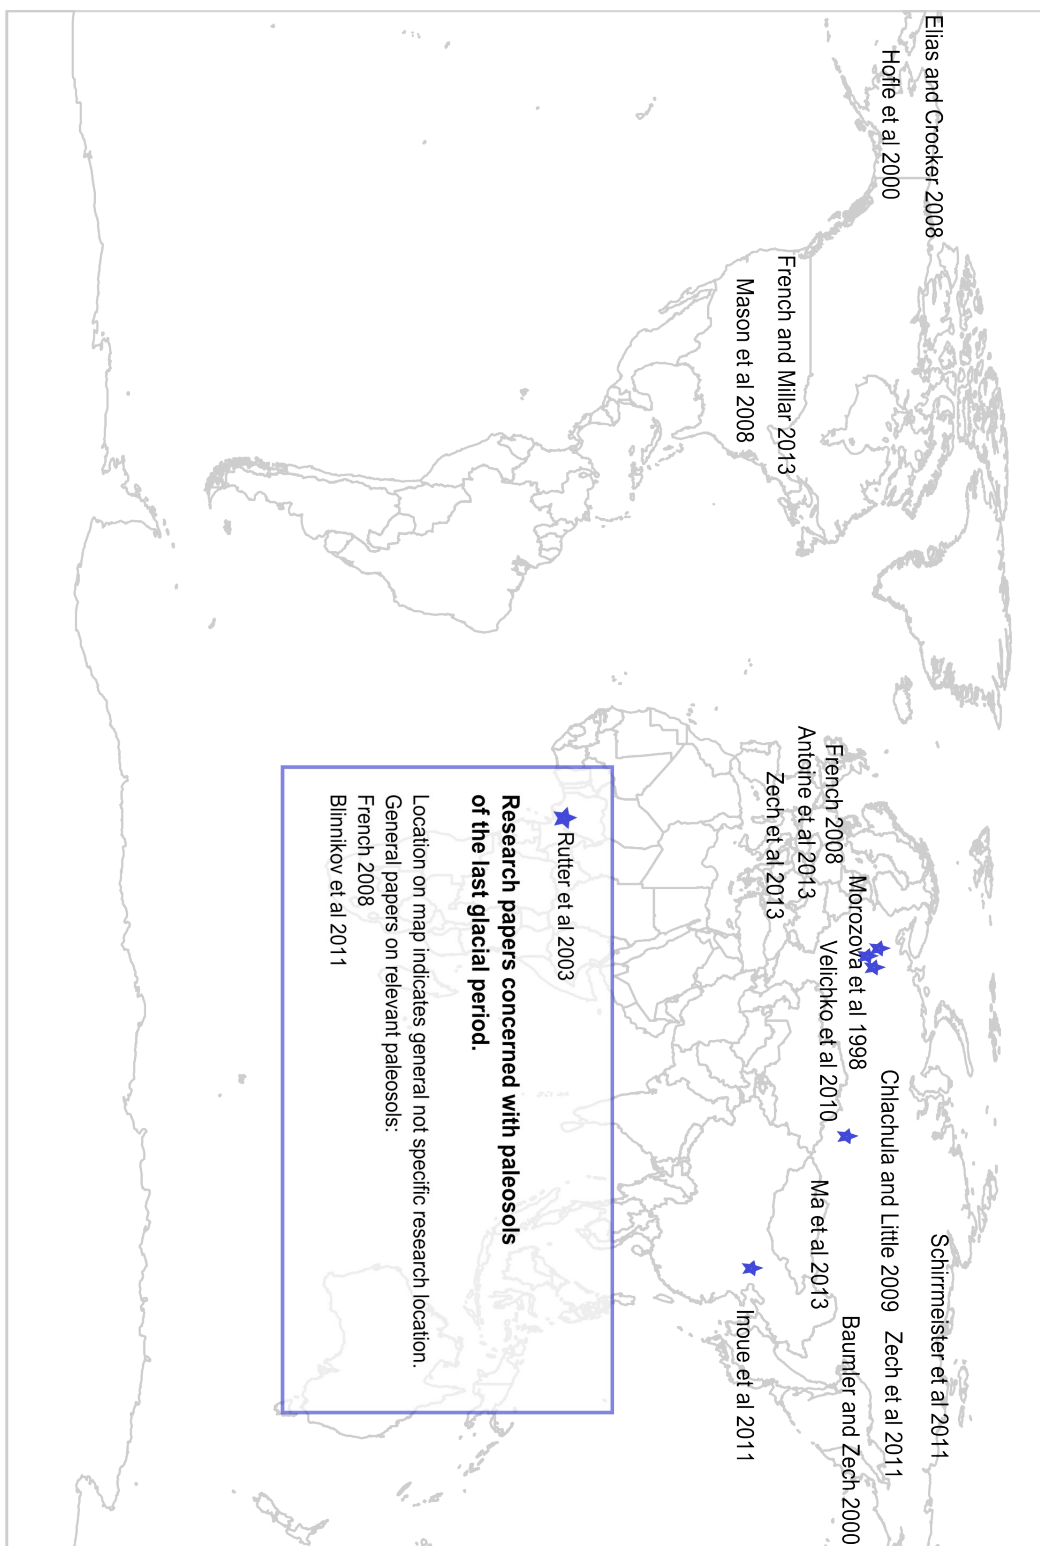 Elias and Crocker 2008
Hofle et al 2000
French and Millar 2013
Mason et al 2008
Schirrmeister et al 2011
Chlachula and Little 2009
Zech et al 2011
Morozova et al 1998
Baumler and Zech 2000
French 2008
Velichko et al 2010
Ma et al 2013
Antoine et al 2013
Zech et al 2013
Inoue et al 2011
Rutter et al 2003
Research papers concerned with paleosols
of the last glacial period.
Location on map indicates general not specific research location.
General papers on relevant paleosols:
French 2008
Blinnikov et al 2011